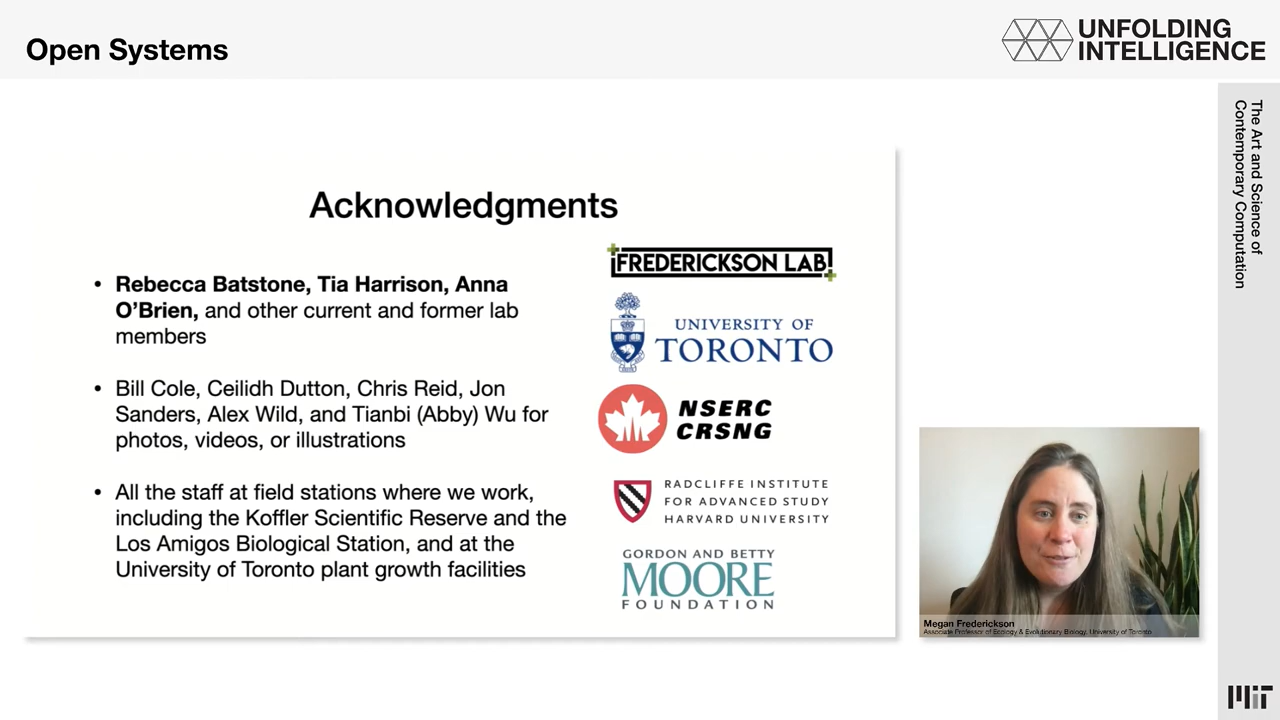 Open Systems
UNFOLDING
INTELLIGENCE
The Art and Science of
Contemporary Computation
Acknowledgments
• Rebecca Batstone, Tia Harrison, Anna
O’Brien, and other current and former lab
members
• Bill Cole, Ceilidh Dutton, Chris Reid, Jon
Sanders, Alex Wild, and Tianbi (Abby) Wu for
photos, videos, or illustrations
• All the staff at field stations where we work,
including the Koffler Scientific Reserve and the
Los Amigos Biological Station, and at the
University of Toronto plant growth facilities
FREDERICKSON LAB
UNIVERSITY OF
TORONTO
NSERC
CRSNG
RADCLIFFE INSTITUTE
FOR ADVANCED STUDY
HARVARD UNIVERSITY
GORDON AND BETTY
MOORE
FOUNDATION
Megan Frederickson
Associate Professor of Ecology & Evolutionary Biology, University of Toronto
MIT